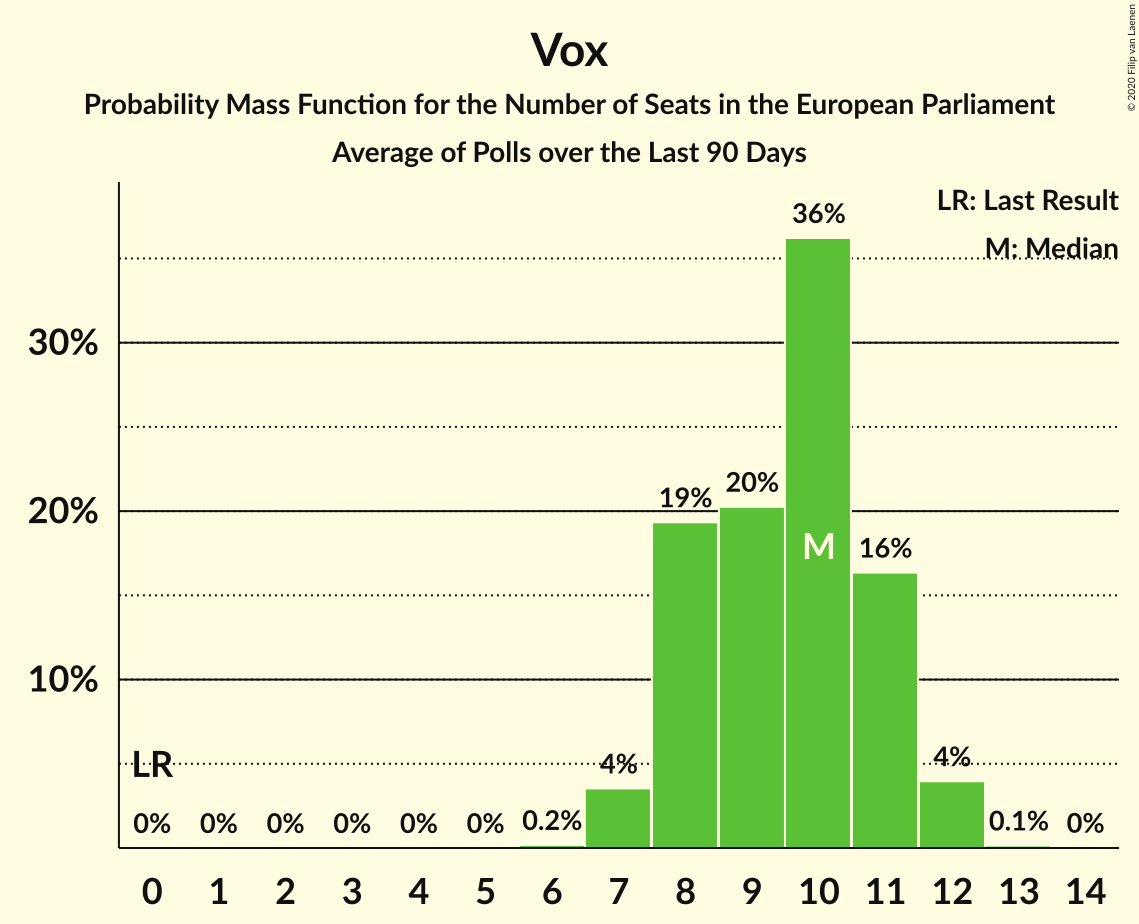 Vox
Probability Mass Function for the Number of Seats in the European Parliament
Average of Polls over the Last 90 Days
© 2020 Filip van Laenen
LR: Last Result
M: Median
36%
30%
20%
10%
19%
20%
M
16%
LR
4%
4%
0%
0%
0%
0%
0%
0%
0.2%
0.1%
0%
0 1 2 3 4 5 6 7 8 9 10 11 12 13 14